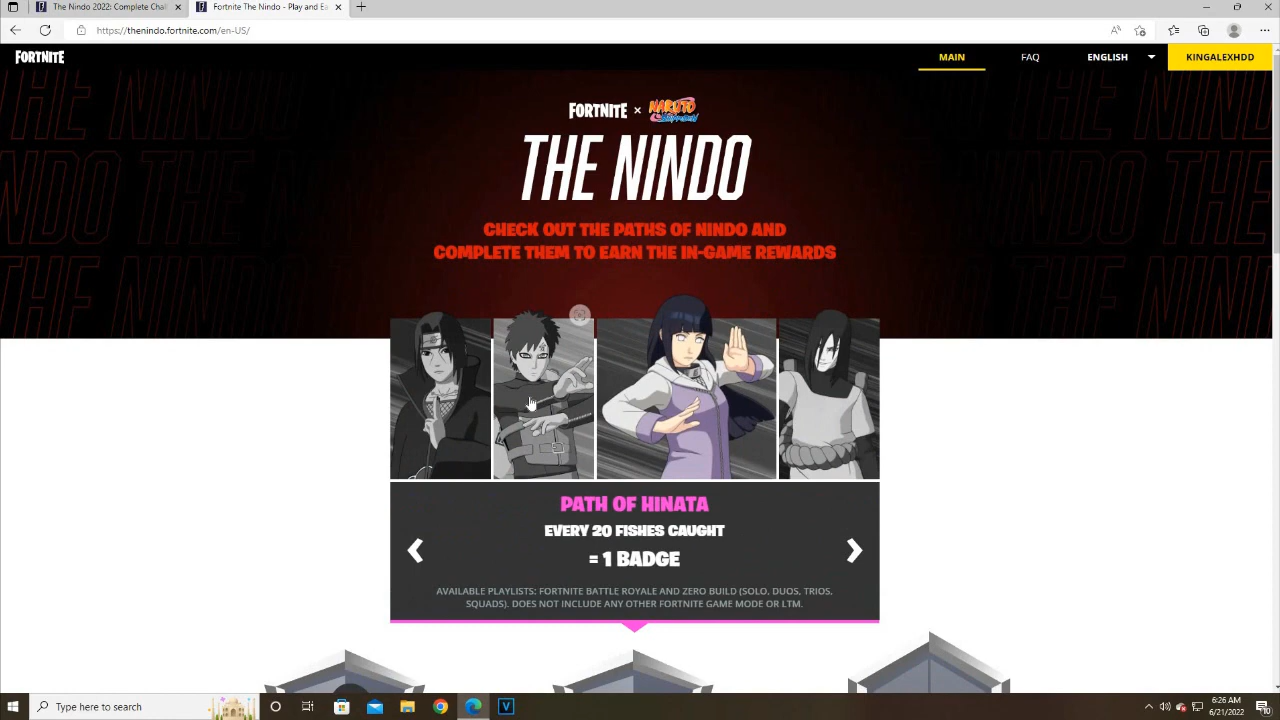 The Nindo 2022: Complete Chall
Fortnite The Nindo - Play and Ea
https://thenindo.fortnite.com/en-US/
FORTNITE
MAIN
FAQ
ENGLISH
KINGALEXHDD
FORTNITE × NARUTO Shippuden
THE NINDO
CHECK OUT THE PATHS OF NINDO AND
COMPLETE THEM TO EARN THE IN-GAME REWARDS
PATH OF HINATA
EVERY 20 FISHES CAUGHT
= 1 BADGE
AVAILABLE PLAYLISTS: FORTNITE BATTLE ROYALE AND ZERO BUILD (SOLO, DUOS, TRIOS,
SQUADS). DOES NOT INCLUDE ANY OTHER FORTNITE GAME MODE OR LTM.
Type here to search
6:26 AM
6/21/2022